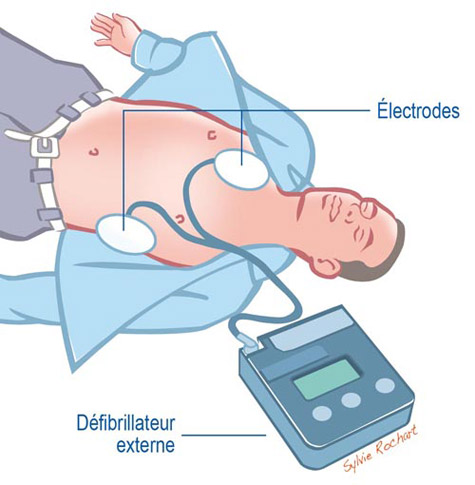 Électrodes
Défibrillateur
externe
Sylvie Rochart